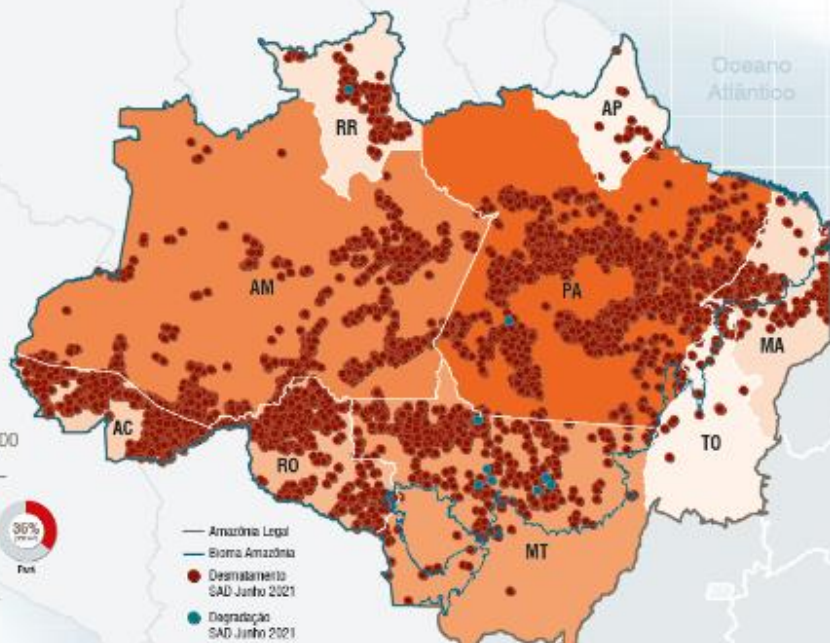 Oceano
Atlântico
RR
AP
AM
PA
MA
AC
TO
RO
MT
DO
36%
Pará
Amazônia Legal
Bioma Amazônia
Desmatamento
SAD Junho 2021
Degradação
SAD Junho 2021